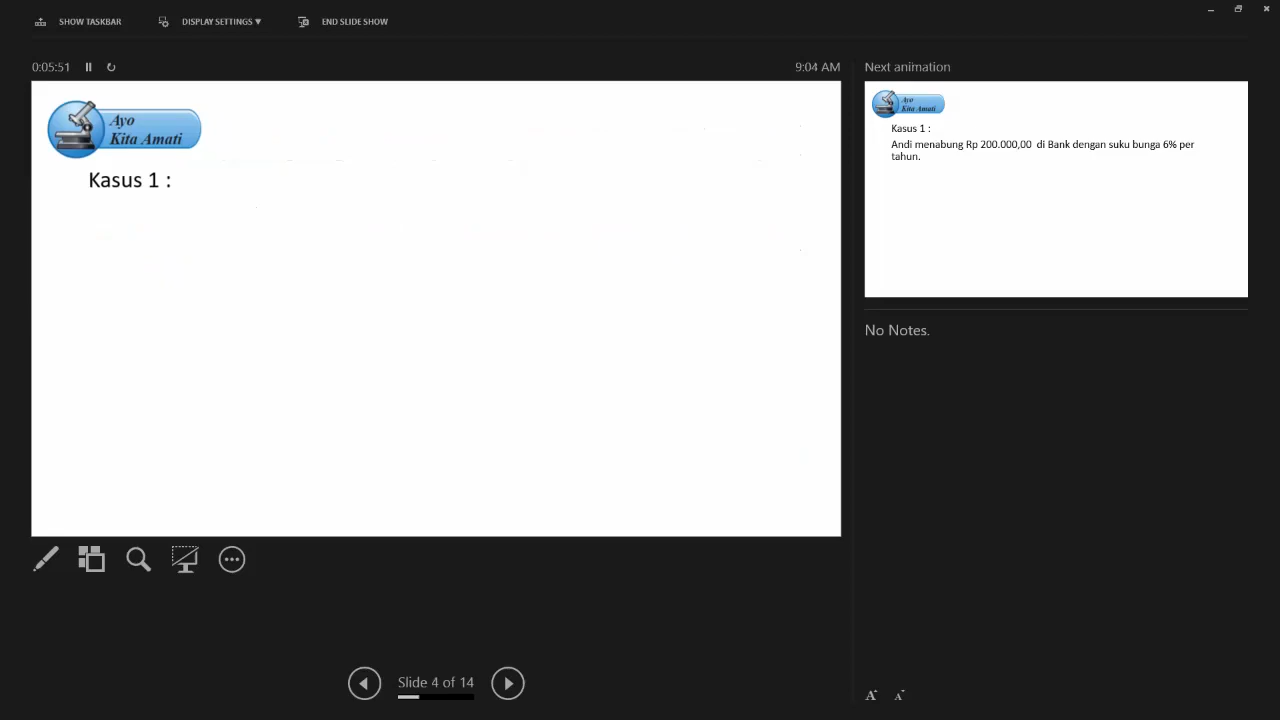 SHOW TASKBAR
DISPLAY SETTINGS ▼
END SLIDE SHOW
0:05:51
9:04 AM
Ayo
Kita Amati
Kasus 1 :
Next animation
Ayo
Kita Amati
Kasus 1 :
Andi menabung Rp 200.000,00 di Bank dengan suku bunga 6% per
tahun.
No Notes.
Slide 4 of 14
A
A